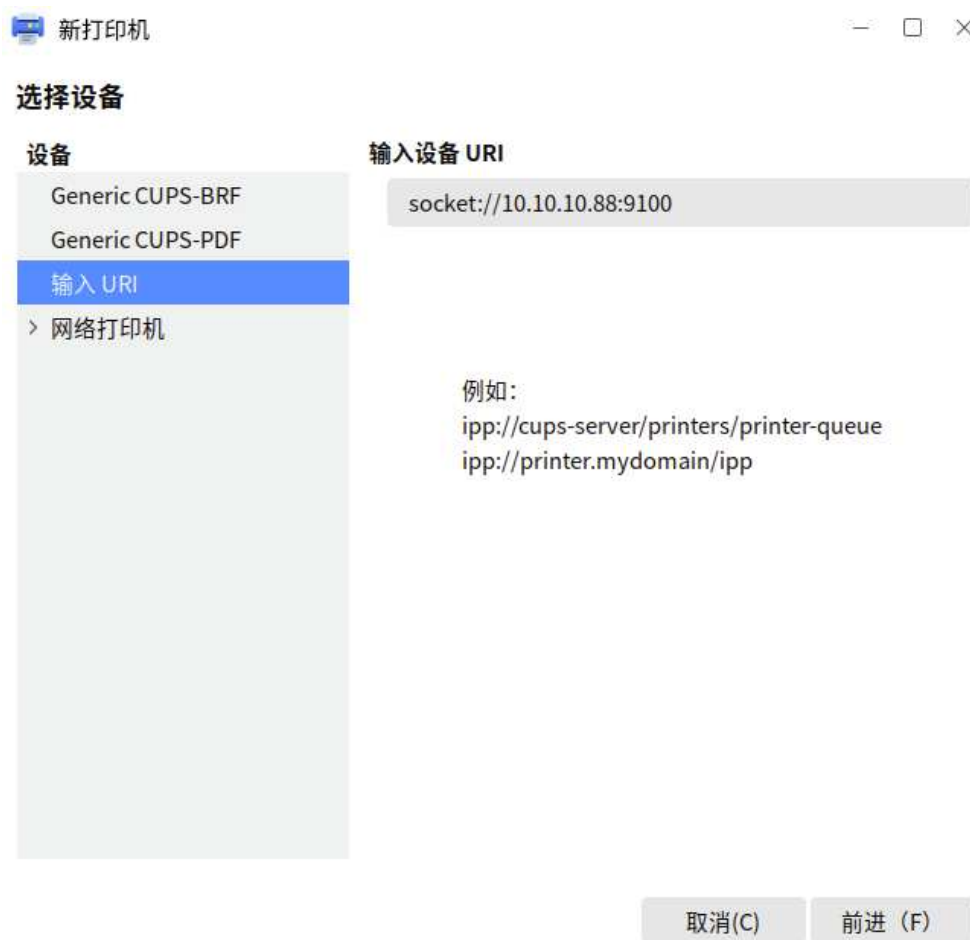 新打印机
选择设备
设备
Generic CUPS-BRF
Generic CUPS-PDF
输入 URI
网络打印机
输入设备 URI
socket://10.10.10.88:9100
例如：
ipp://cups-server/printers/printer-queue
ipp://printer.mydomain/ipp
取消(C)
前进（F）